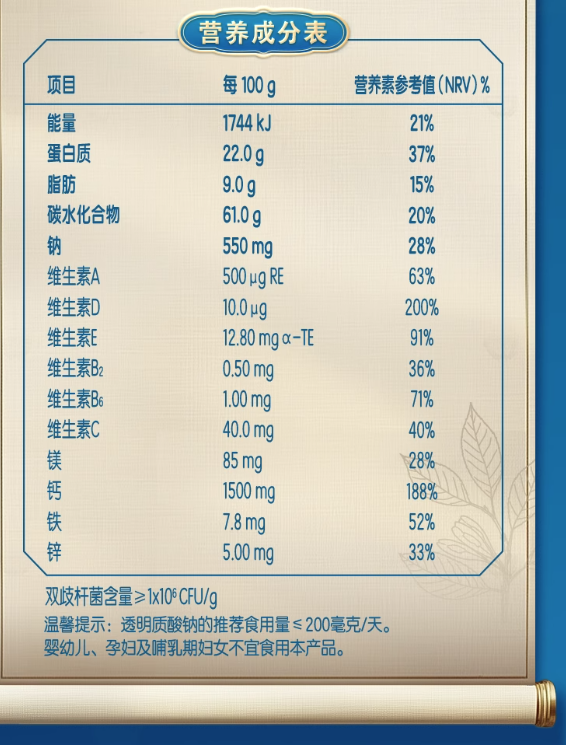 营养成分表
项目 每100g 营养素参考值(NRV)%
能量 1744 kJ 21%
蛋白质 22.0 g 37%
脂肪 9.0 g 15%
碳水化合物 61.0 g 20%
钠 550 mg 28%
维生素A 500 μg RE 63%
维生素D 10.0 μg 200%
维生素E 12.80 mg α-TE 91%
维生素B₂ 0.50 mg 36%
维生素B₆ 1.00 mg 71%
维生素C 40.0 mg 40%
镁 85 mg 28%
钙 1500 mg 188%
铁 7.8 mg 52%
锌 5.00 mg 33%
双歧杆菌含量≥1x10⁶ CFU/g
温馨提示：透明质酸钠的推荐食用量≤200毫克/天。
婴幼儿、孕妇及哺乳期妇女不宜食用本产品。